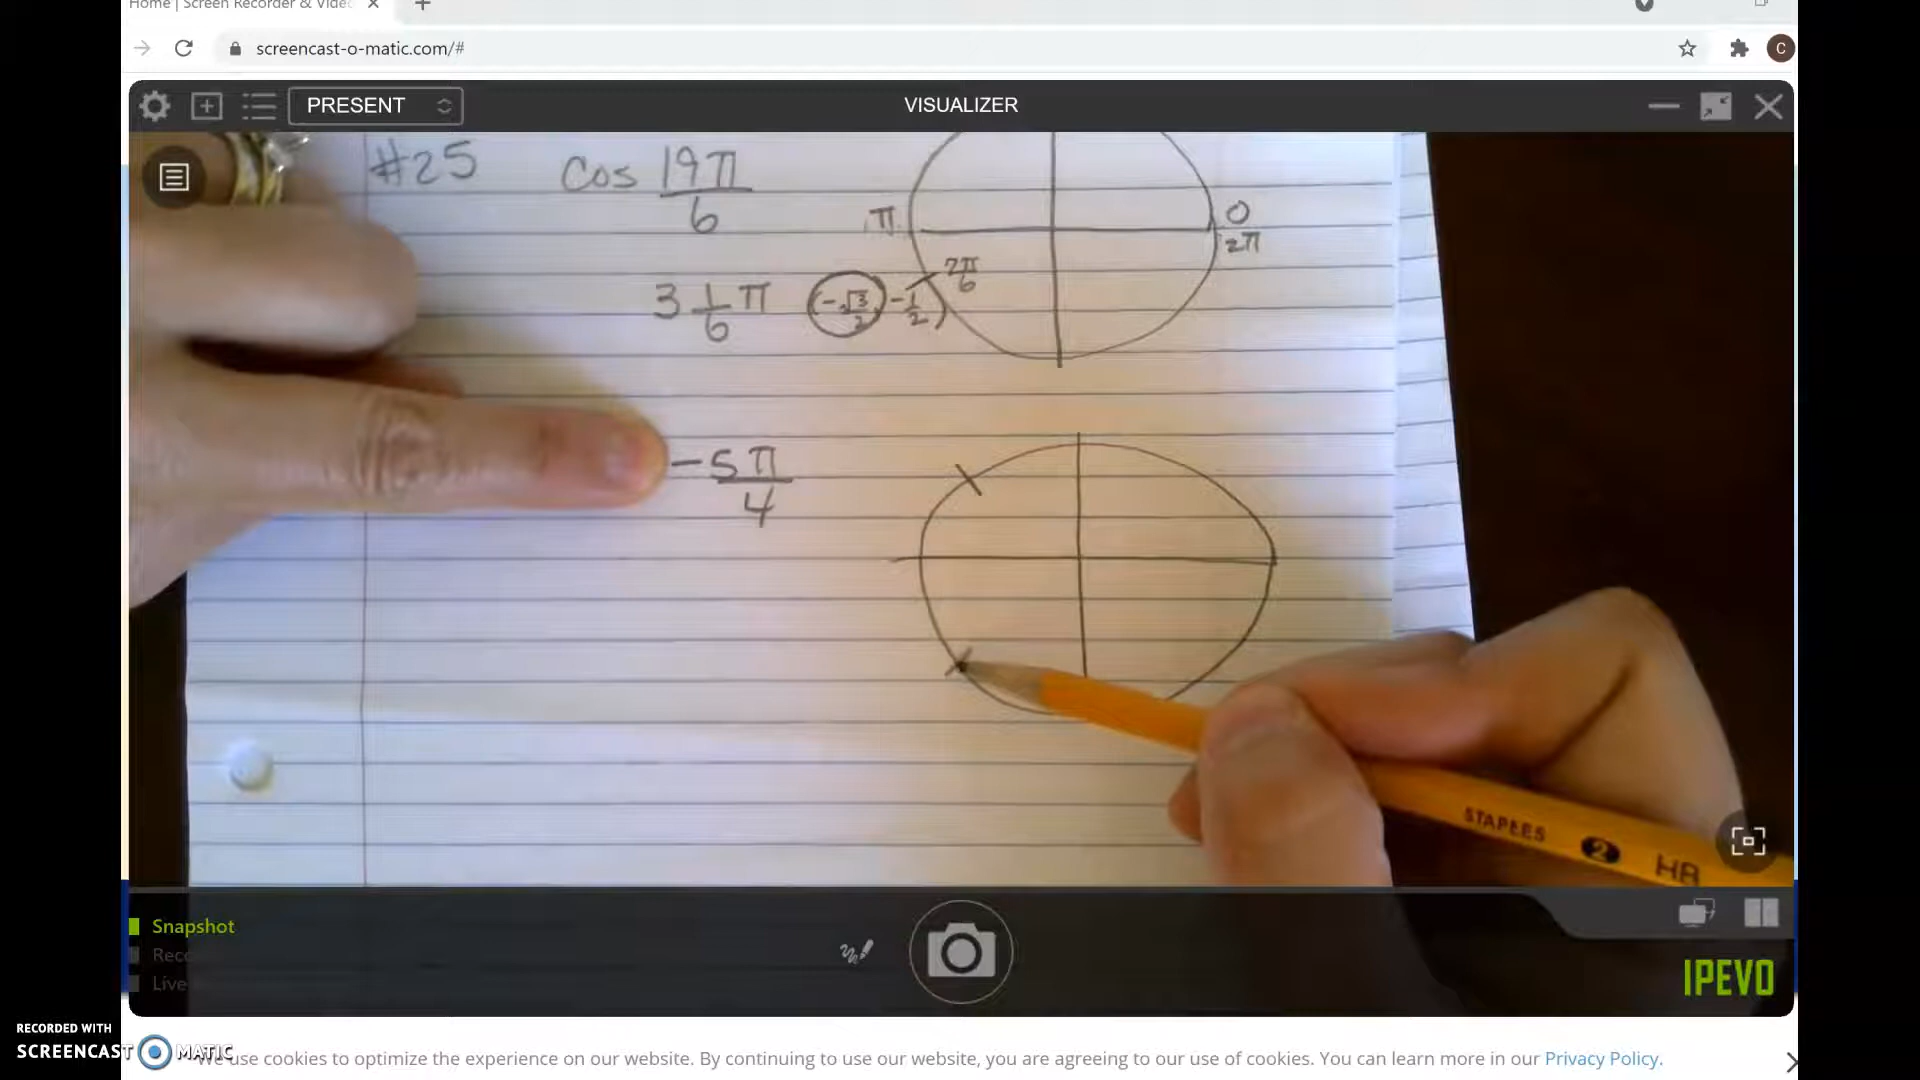 Home | Screen Recorder & Vide
screencast-o-matic.com/#
C
PRESENT
VISUALIZER
#25 cos 19π/6
π
0
2π
7π/6
3 1/6 π (-√3/2, -1/2)
-5π/4
STAPLES 2 HB
Snapshot
Live
IPEVO
RECORDED WITH
SCREENCAST MATIC
We use cookies to optimize the experience on our website. By continuing to use our website, you are agreeing to our use of cookies. You can learn more in our Privacy Policy.